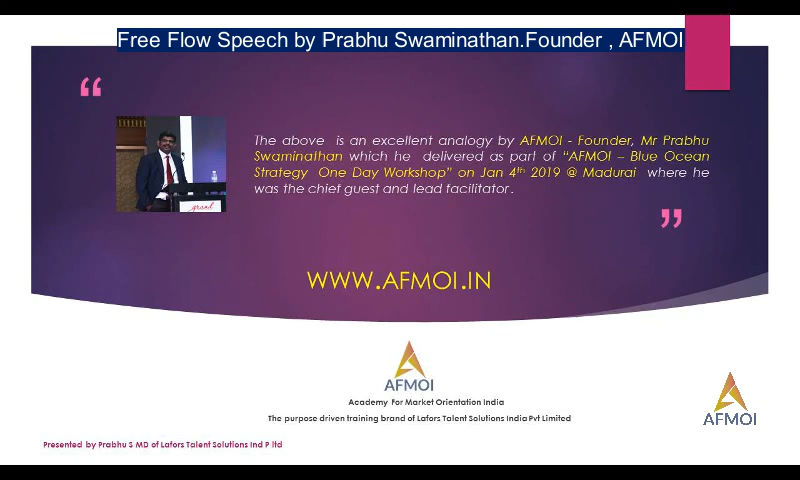 Free Flow Speech by Prabhu Swaminathan.Founder , AFMOI
“
The above is an excellent analogy by AFMOI - Founder, Mr Prabhu
Swaminathan which he delivered as part of “AFMOI – Blue Ocean
Strategy One Day Workshop” on Jan 4th 2019 @ Madurai where he
was the chief guest and lead facilitator.
”
grand
WWW.AFMOI.IN
AFMOI
Academy For Market Orientation India
The purpose driven training brand of Lafors Talent Solutions India Pvt Limited
AFMOI
Presented by Prabhu S MD of Lafors Talent Solutions Ind P ltd